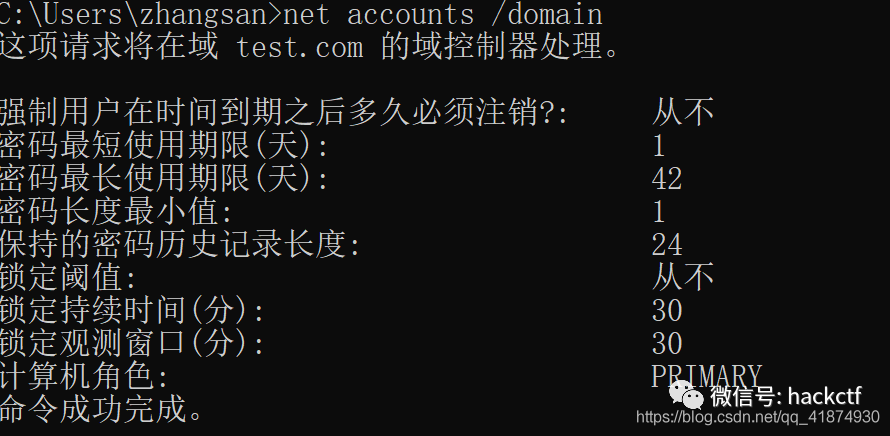 C:\Users\zhangsan>net accounts /domain
这项请求将在域 test.com 的域控制器处理。
强制用户在时间到期之后多久必须注销?: 从不
密码最短使用期限(天): 1
密码最长使用期限(天): 42
密码长度最小值: 1
保持的密码历史记录长度: 24
锁定阈值: 从不
锁定持续时间(分): 30
锁定观测窗口(分): 30
计算机角色: PRIMARY
命令成功完成。
微信号: hackctf
https://blog.csdn.net/qq_41874930